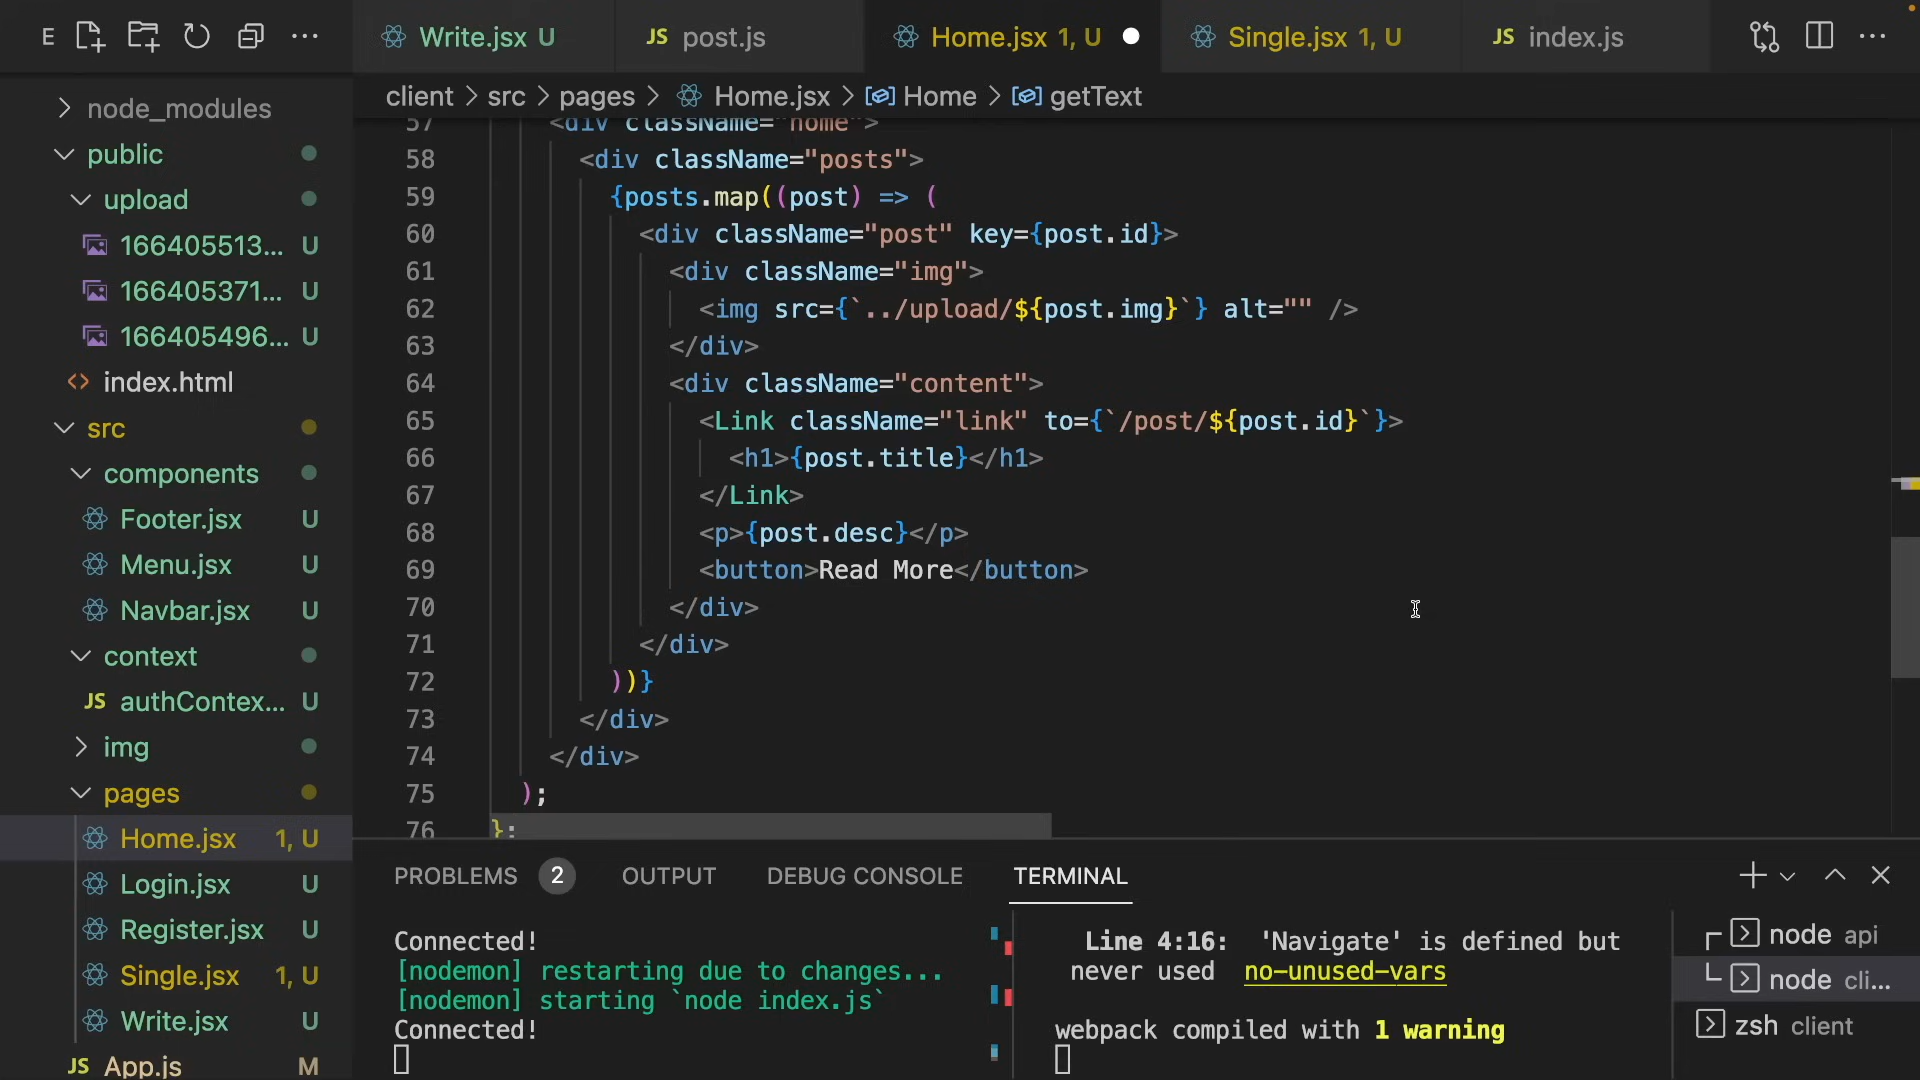 E
Write.jsx U
JS post.js
Home.jsx 1, U
Single.jsx 1, U
JS index.js
client > src > pages > Home.jsx > Home > getText
node_modules
public
upload
166405513... U
166405371... U
166405496... U
index.html
src
components
Footer.jsx U
Menu.jsx U
Navbar.jsx U
context
JS authContex... U
img
pages
Home.jsx 1, U
Login.jsx U
Register.jsx U
Single.jsx 1, U
Write.jsx U
JS App.js M
57 <div className="home">
58 <div className="posts">
59 {posts.map((post) => (
60 <div className="post" key={post.id}>
61 <div className="img">
62 <img src={`../upload/${post.img}`} alt="" />
63 </div>
64 <div className="content">
65 <Link className="link" to={`/post/${post.id}`}>
66 <h1>{post.title}</h1>
67 </Link>
68 <p>{post.desc}</p>
69 <button>Read More</button>
70 </div>
71 </div>
72 ))}
73 </div>
74 </div>
75 );
76 };
PROBLEMS 2 OUTPUT DEBUG CONSOLE TERMINAL
Connected!
[nodemon] restarting due to changes...
[nodemon] starting `node index.js`
Connected!
Line 4:16: 'Navigate' is defined but
never used no-unused-vars
webpack compiled with 1 warning
node api
node cli...
zsh client